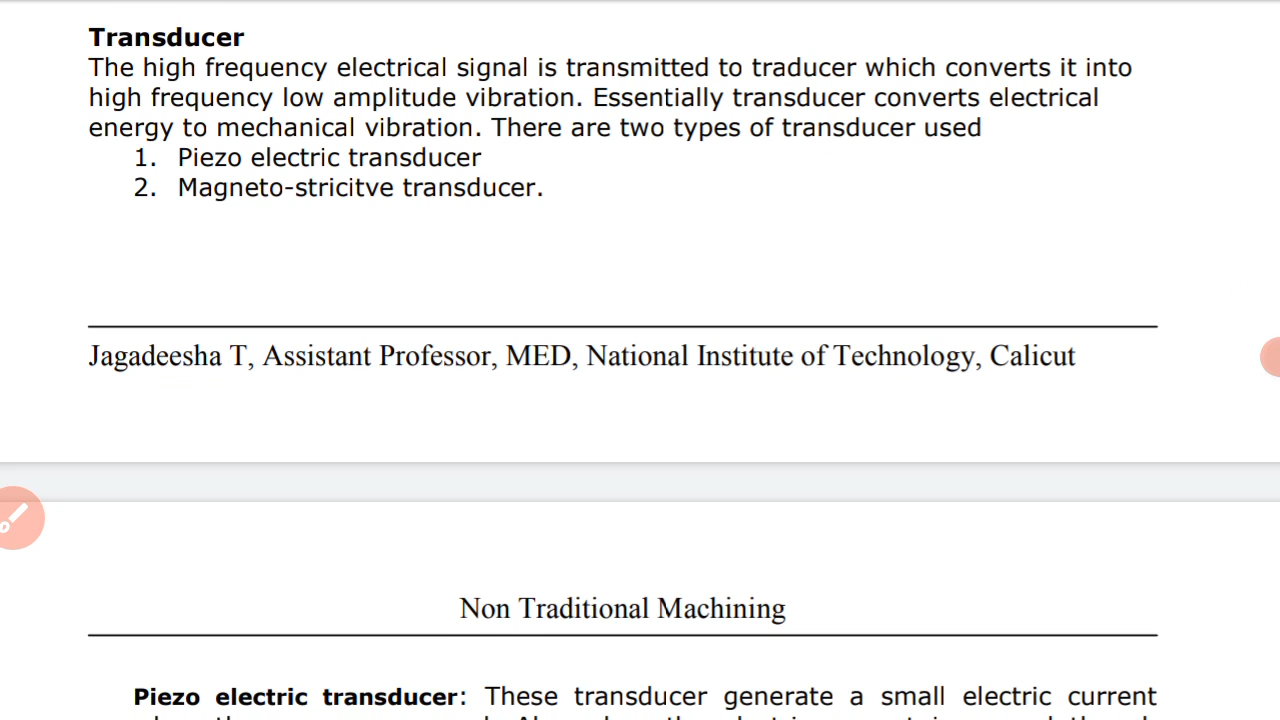 Transducer
The high frequency electrical signal is transmitted to traducer which converts it into
high frequency low amplitude vibration. Essentially transducer converts electrical
energy to mechanical vibration. There are two types of transducer used
1. Piezo electric transducer
2. Magneto-stricitve transducer.
Jagadeesha T, Assistant Professor, MED, National Institute of Technology, Calicut
Non Traditional Machining
Piezo electric transducer: These transducer generate a small electric current